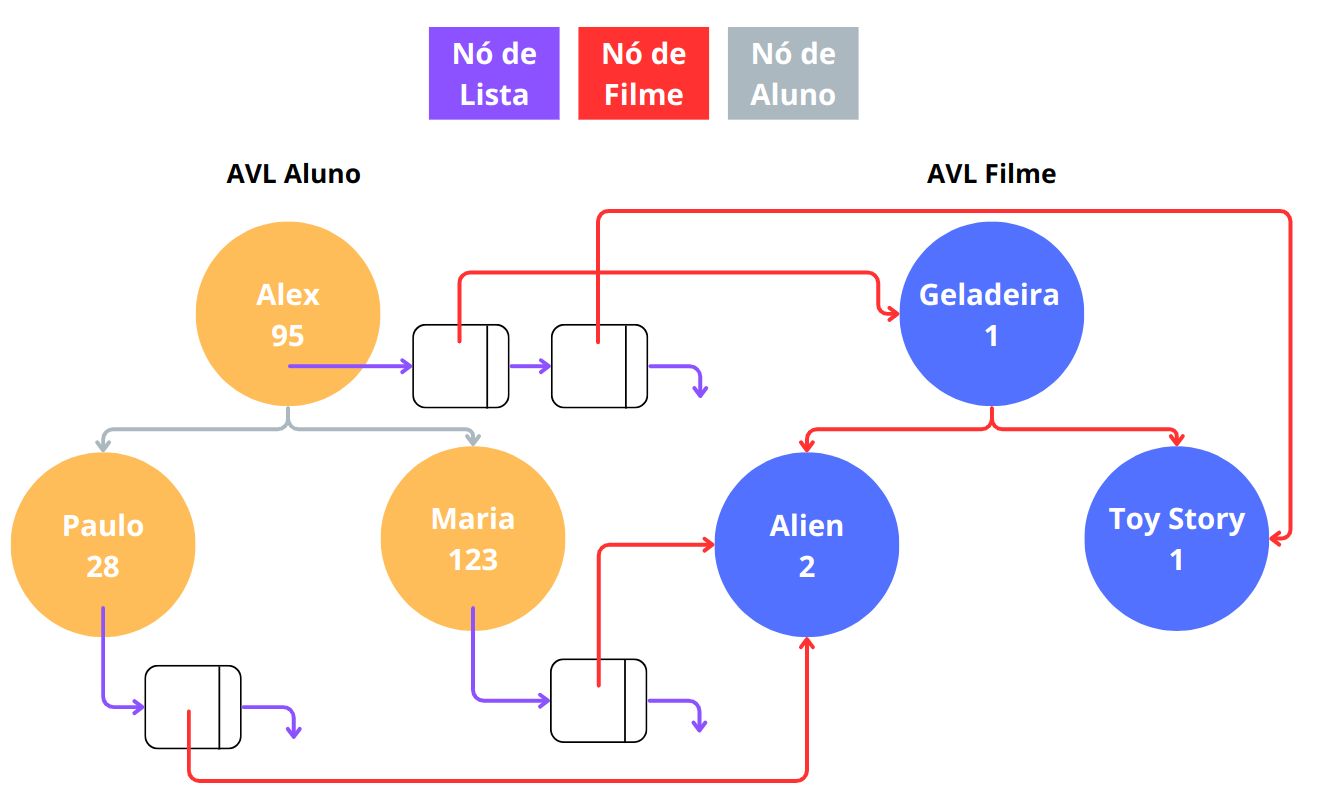 Nó de
Lista
Nó de
Filme
Nó de
Aluno
AVL Aluno
AVL Filme
Alex
95
Geladeira
1
Paulo
28
Maria
123
Alien
2
Toy Story
1